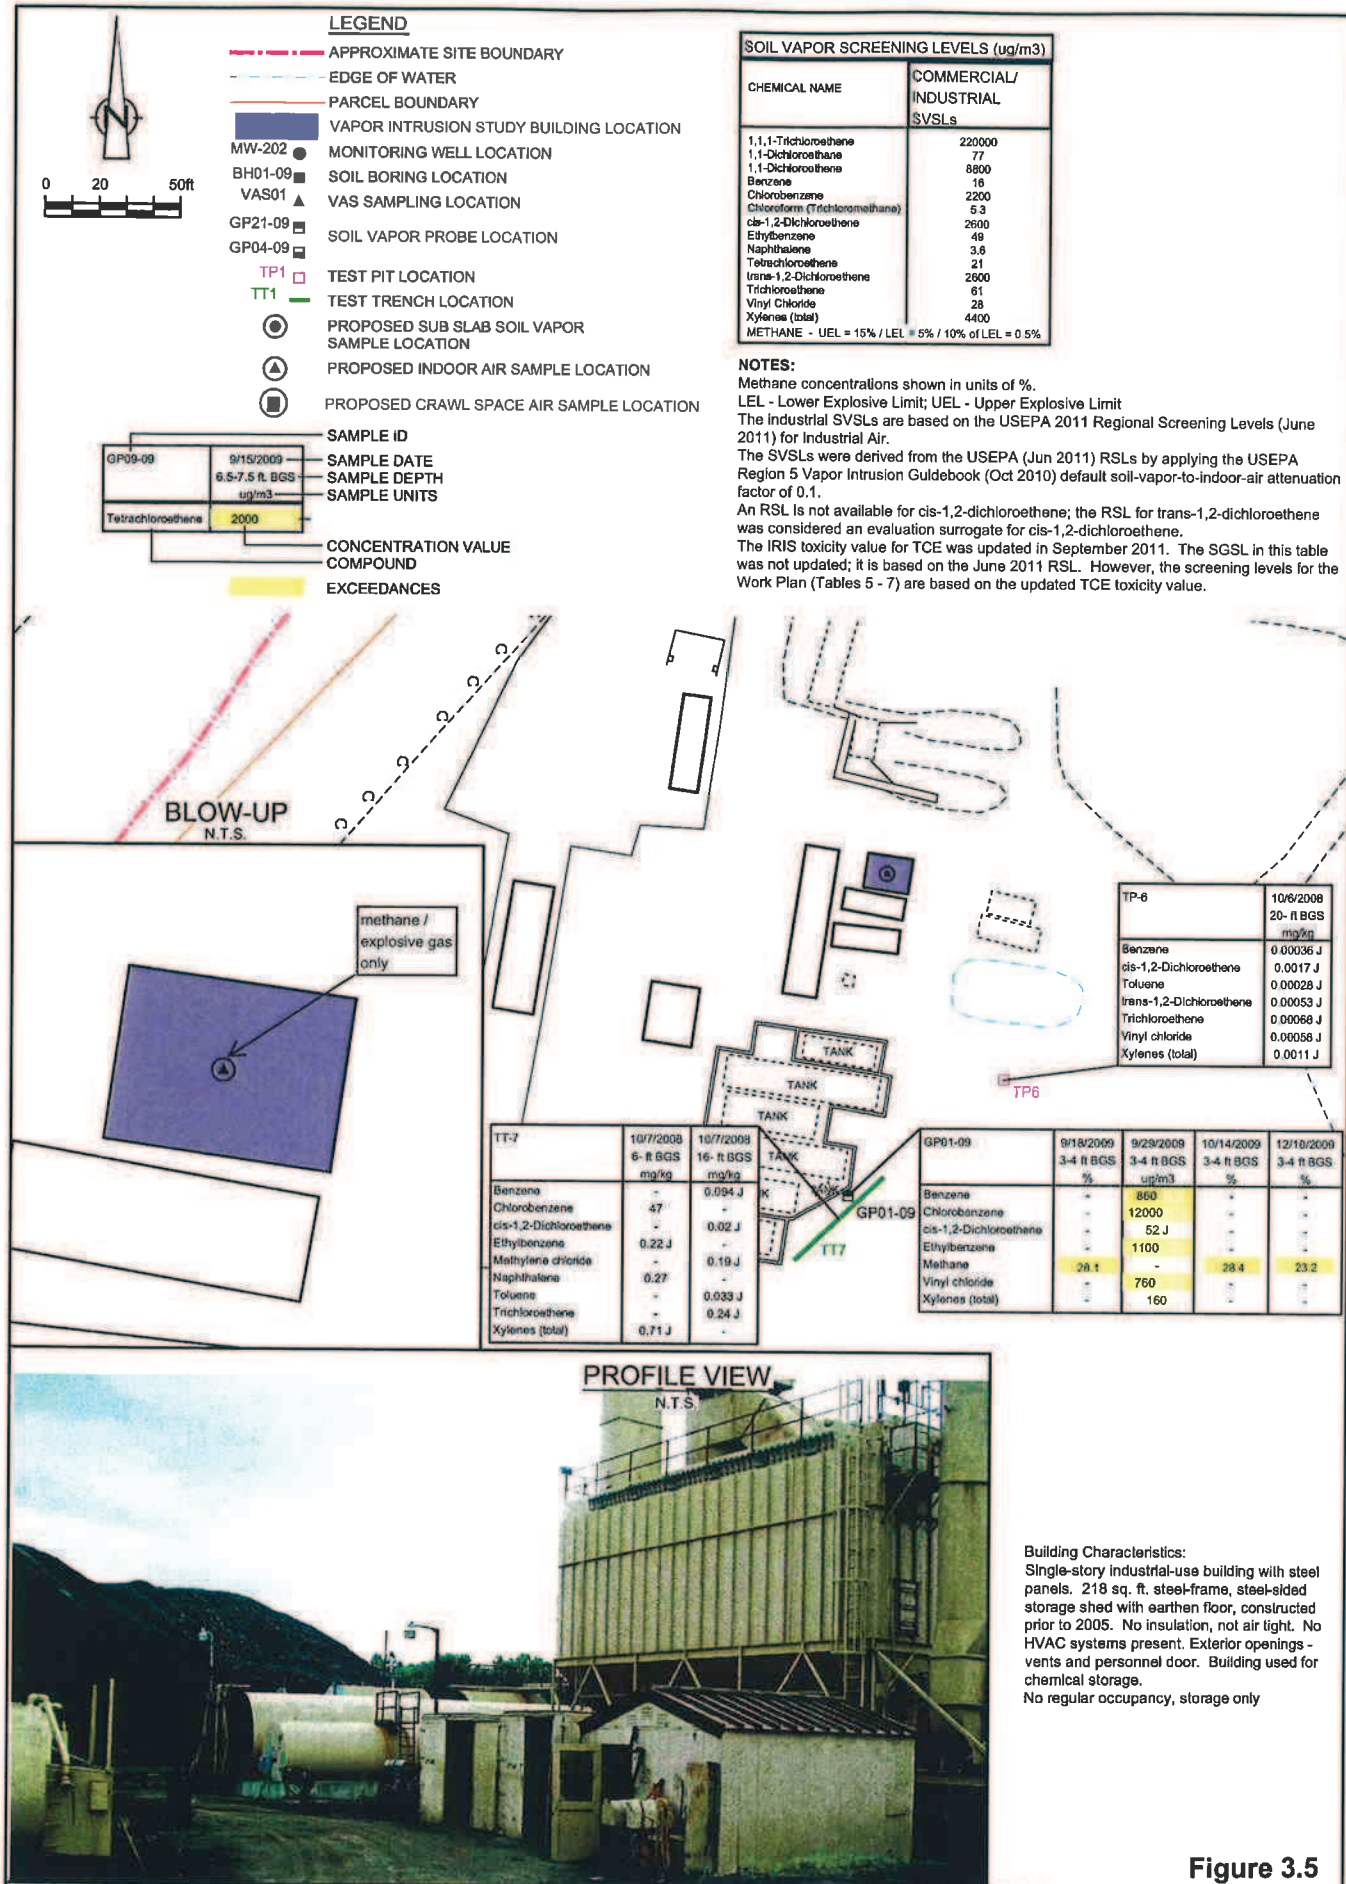 LEGEND
APPROXIMATE SITE BOUNDARY
EDGE OF WATER
PARCEL BOUNDARY
VAPOR INTRUSION STUDY BUILDING LOCATION
MW-202 MONITORING WELL LOCATION
BH01-09 SOIL BORING LOCATION
VAS01 VAS SAMPLING LOCATION
GP21-09
SOIL VAPOR PROBE LOCATION
GP04-09
TP1 TEST PIT LOCATION
TT1 TEST TRENCH LOCATION
PROPOSED SUB SLAB SOIL VAPOR
SAMPLE LOCATION
PROPOSED INDOOR AIR SAMPLE LOCATION
PROPOSED CRAWL SPACE AIR SAMPLE LOCATION
N
0 20 50ft
SAMPLE ID
GP09-09 9/15/2009 SAMPLE DATE
6.5-7.5 ft. BGS SAMPLE DEPTH
ug/m3 SAMPLE UNITS
Tetrachloroethene 2000
CONCENTRATION VALUE
COMPOUND
EXCEEDANCES
SOIL VAPOR SCREENING LEVELS (ug/m3)
CHEMICAL NAME COMMERCIAL/
INDUSTRIAL
SVSLs
1,1,1-Trichloroethene 220000
1,1-Dichloroethane 77
1,1-Dichloroethene 8800
Benzene 16
Chlorobenzene 2200
Chloroform (Trichloromethane) 5.3
cis-1,2-Dichloroethene 2600
Ethylbenzene 49
Naphthalene 3.6
Tetrachloroethene 21
trans-1,2-Dichloroethene 2600
Trichloroethene 61
Vinyl Chloride 28
Xylenes (total) 4400
METHANE - UEL = 15% / LEL = 5% / 10% of LEL = 0.5%
NOTES:
Methane concentrations shown in units of %.
LEL - Lower Explosive Limit; UEL - Upper Explosive Limit
The industrial SVSLs are based on the USEPA 2011 Regional Screening Levels (June
2011) for Industrial Air.
The SVSLs were derived from the USEPA (Jun 2011) RSLs by applying the USEPA
Region 5 Vapor Intrusion Guidebook (Oct 2010) default soil-vapor-to-indoor-air attenuation
factor of 0.1.
An RSL is not available for cis-1,2-dichloroethene; the RSL for trans-1,2-dichloroethene
was considered an evaluation surrogate for cis-1,2-dichloroethene.
The IRIS toxicity value for TCE was updated in September 2011. The SGSL in this table
was not updated; it is based on the June 2011 RSL. However, the screening levels for the
Work Plan (Tables 5 - 7) are based on the updated TCE toxicity value.
C
C
C
C
C
C
BLOW-UP
N.T.S.
methane /
explosive gas
only
TP-6 10/6/2008
20- ft BGS
mg/kg
Benzene 0.00036 J
cis-1,2-Dichloroethene 0.0017 J
Toluene 0.00028 J
trans-1,2-Dichloroethene 0.00053 J
Trichloroethene 0.00068 J
Vinyl chloride 0.00058 J
Xylenes (total) 0.0011 J
TP6
TANK
TANK
TANK
TANK
TANK
GP01-09
TT7
TT-7 10/7/2008 10/7/2008
6- ft BGS 16- ft BGS
mg/kg mg/kg
Benzene - 0.094 J
Chlorobenzene 47 -
cis-1,2-Dichloroethene - 0.02 J
Ethylbenzene 0.22 J -
Methylene chloride - 0.19 J
Naphthalene 0.27 -
Toluene - 0.033 J
Trichloroethene - 0.24 J
Xylenes (total) 0.71 J -
GP01-09 9/18/2009 9/29/2009 10/14/2009 12/10/2009
3-4 ft BGS 3-4 ft BGS 3-4 ft BGS 3-4 ft BGS
% ug/m3 % %
Benzene - 860 - -
Chlorobenzene - 12000 - -
cis-1,2-Dichloroethene - 52 J - -
Ethylbenzene - 1100 - -
Methane 26.1 - 28.4 23.2
Vinyl chloride - 760 - -
Xylenes (total) - 160 - -
PROFILE VIEW
N.T.S.
Building Characteristics:
Single-story industrial-use building with steel
panels. 218 sq. ft. steel-frame, steel-sided
storage shed with earthen floor, constructed
prior to 2005. No insulation, not air tight. No
HVAC systems present. Exterior openings -
vents and personnel door. Building used for
chemical storage.
No regular occupancy, storage only
Figure 3.5